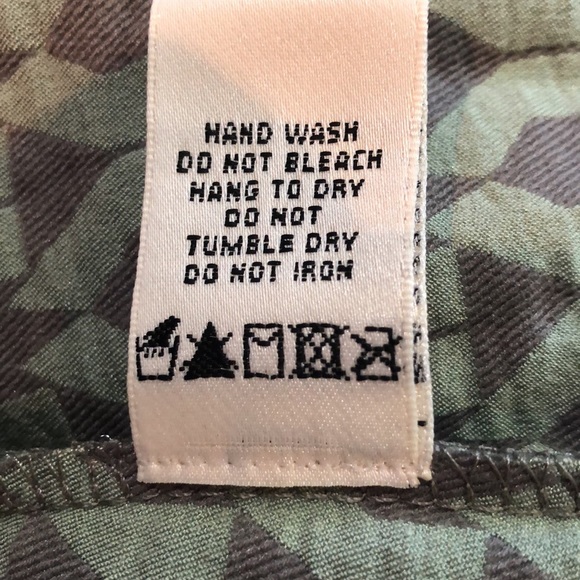 HAND WASH
DO NOT BLEACH
HANG TO DRY
DO NOT
TUMBLE DRY
DO NOT IRON